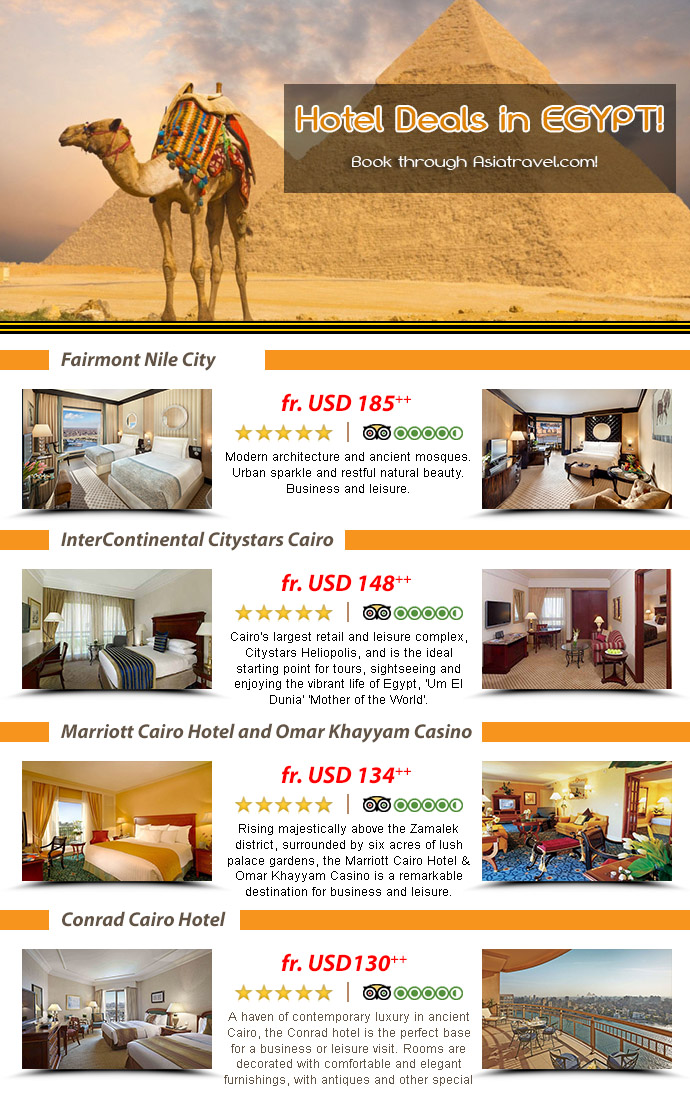 Hotel Deals in EGYPT!
Book through Asiatravel.com!
Fairmont Nile City
fr. USD 185++
Modern architecture and ancient mosques.
Urban sparkle and restful natural beauty.
Business and leisure.
InterContinental Citystars Cairo
fr. USD 148++
Cairo's largest retail and leisure complex,
Citystars Heliopolis, and is the ideal
starting point for tours, sightseeing and
enjoying the vibrant life of Egypt, 'Um El
Dunia' 'Mother of the World'.
Marriott Cairo Hotel and Omar Khayyam Casino
fr. USD 134++
Rising majestically above the Zamalek
district, surrounded by six acres of lush
palace gardens, the Marriott Cairo Hotel &
Omar Khayyam Casino is a remarkable
destination for business and leisure.
Conrad Cairo Hotel
fr. USD130++
A haven of contemporary luxury in ancient
Cairo, the Conrad hotel is the perfect base
for a business or leisure visit. Rooms are
decorated with comfortable and elegant
furnishings, with antiques and other special